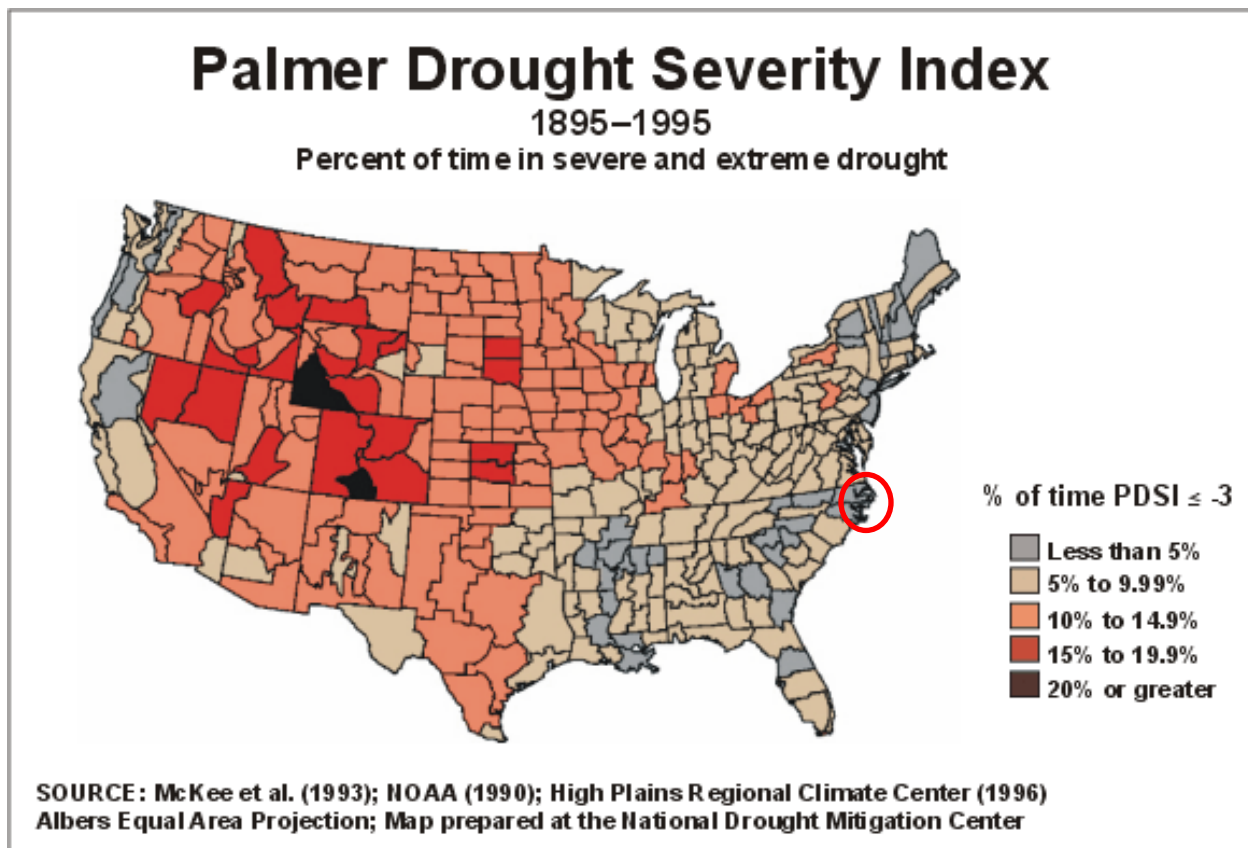 Palmer Drought Severity Index
1895–1995
Percent of time in severe and extreme drought
% of time PDSI ≤ -3
Less than 5%
5% to 9.99%
10% to 14.9%
15% to 19.9%
20% or greater
SOURCE: McKee et al. (1993); NOAA (1990); High Plains Regional Climate Center (1996)
Albers Equal Area Projection; Map prepared at the National Drought Mitigation Center